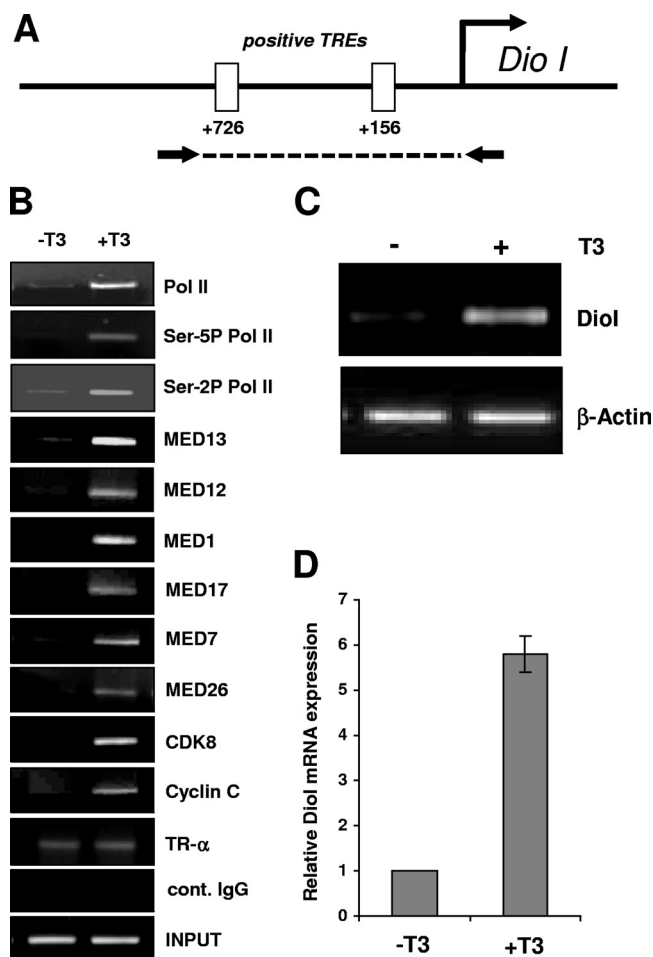 A
positive TREs
Dio I
+726
+156
B
-T3 +T3
Pol II
Ser-5P Pol II
Ser-2P Pol II
MED13
MED12
MED1
MED17
MED7
MED26
CDK8
Cyclin C
TR-α
cont. IgG
INPUT
C
- + T3
DioI
β-Actin
D
Relative DioI mRNA expression
7
6
5
4
3
2
1
0
-T3 +T3